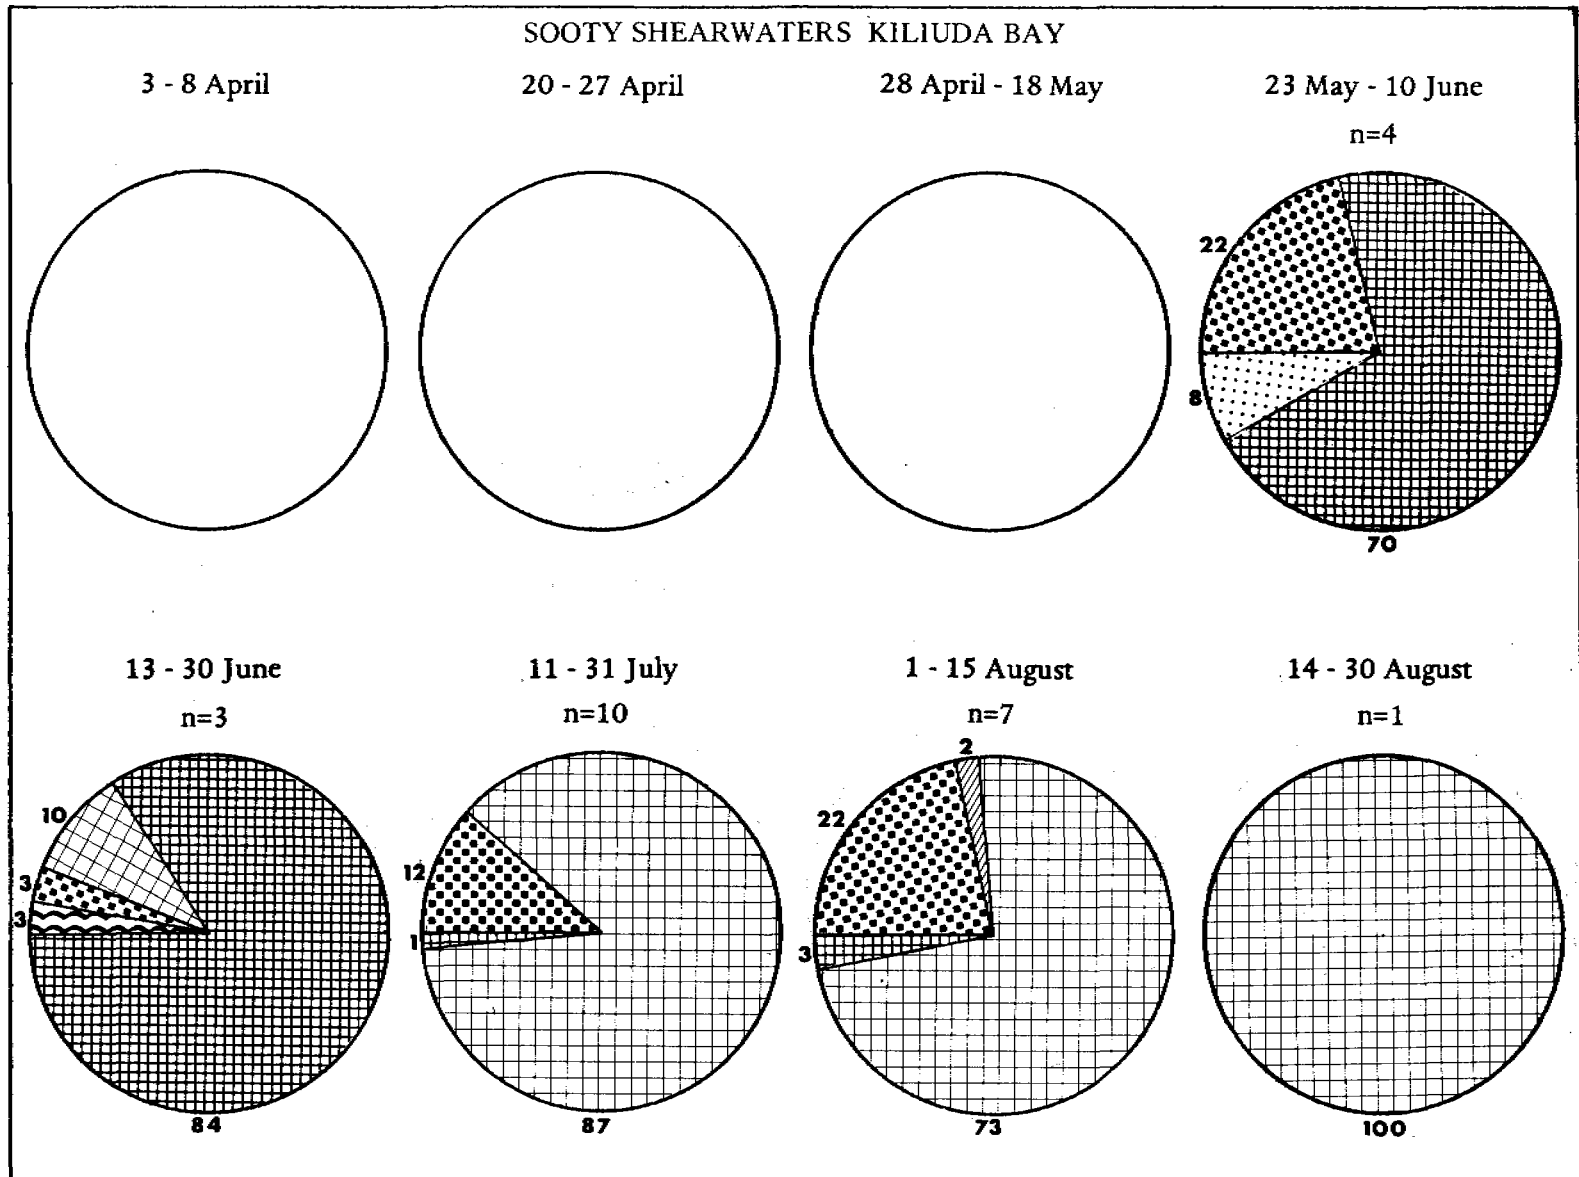 SOOTY SHEARWATERS KILIUDA BAY
3 - 8 April
20 - 27 April
28 April - 18 May
23 May - 10 June
n=4
22
8
70
13 - 30 June
n=3
10
3
3
84
11 - 31 July
n=10
12
1
87
1 - 15 August
n=7
2
22
3
73
14 - 30 August
n=1
100